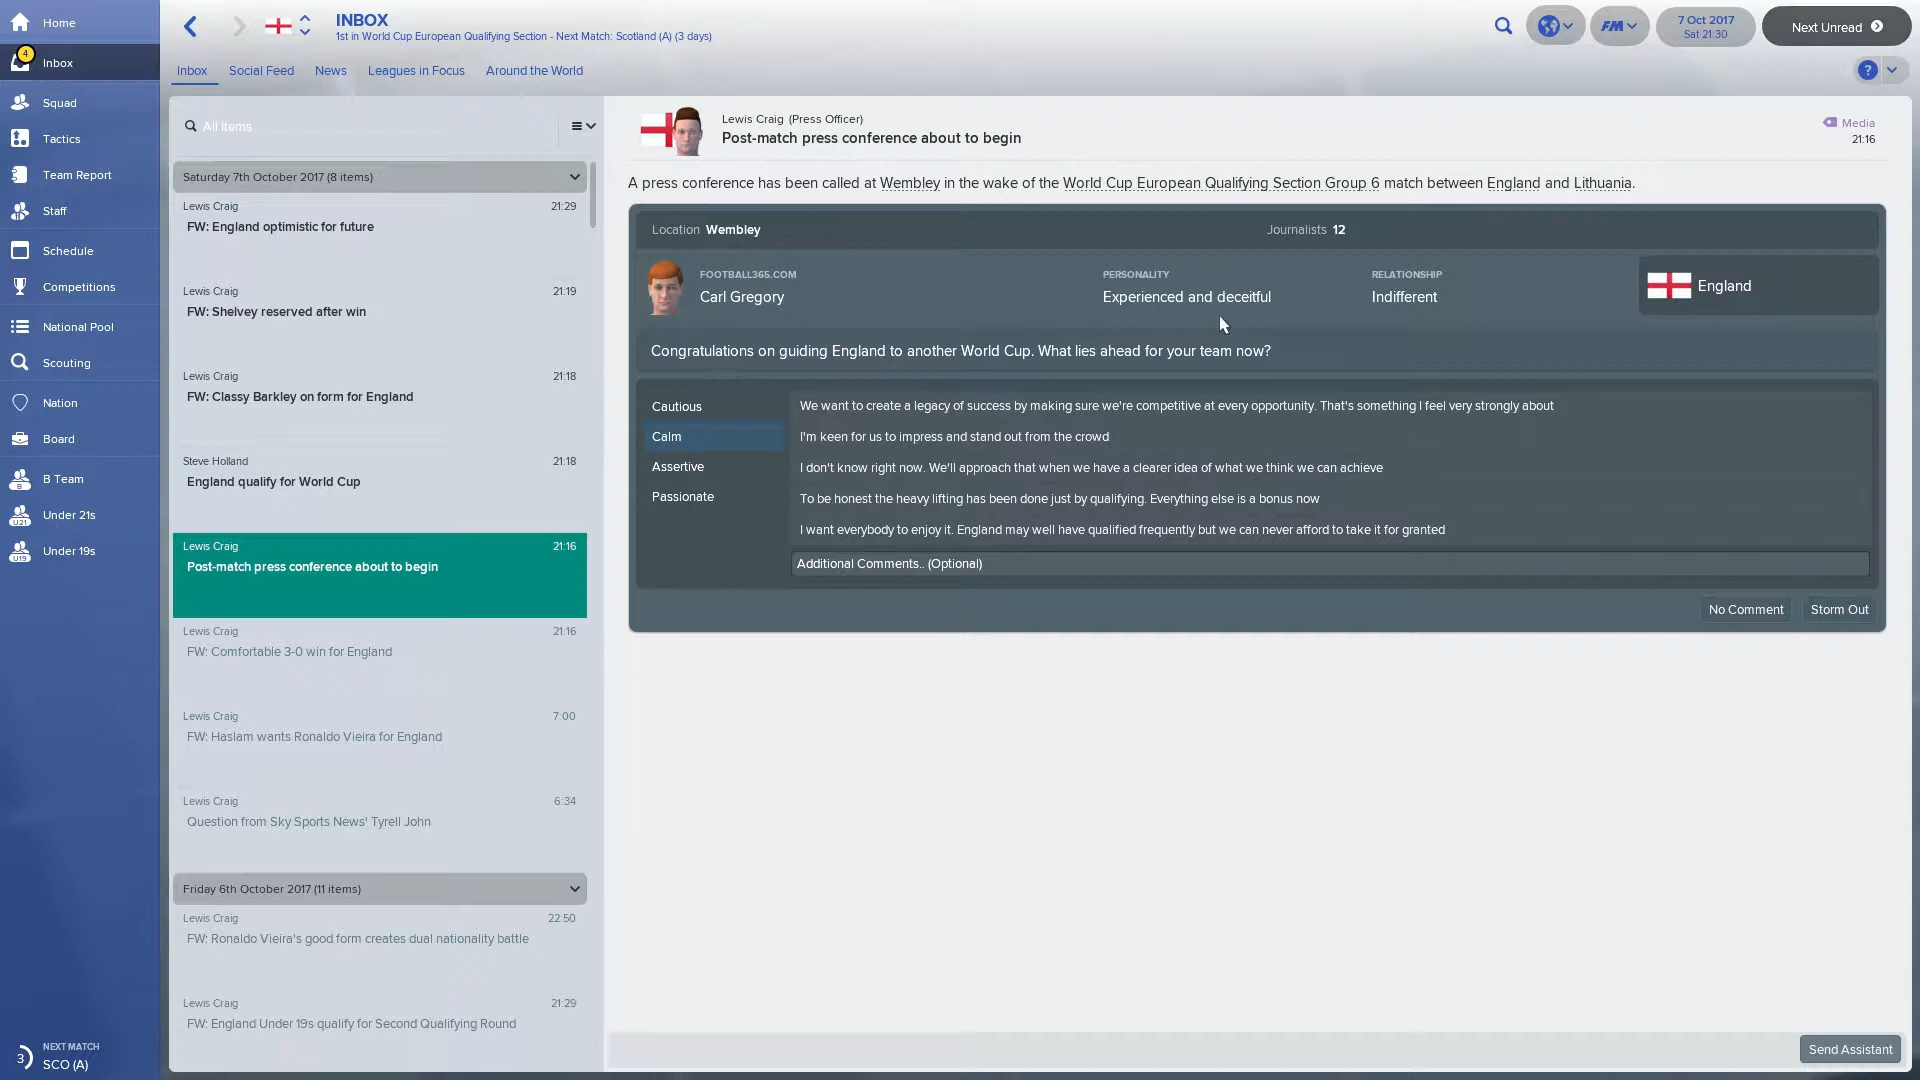 Home
4
Inbox
Squad
Tactics
Team Report
Staff
Schedule
Competitions
National Pool
Scouting
Nation
Board
B
B Team
U21
Under 21s
U19
Under 19s
3
NEXT MATCH
SCO (A)
INBOX
1st in World Cup European Qualifying Section - Next Match: Scotland (A) (3 days)
FM
7 Oct 2017
Sat 21:30
Next Unread
Inbox
Social Feed
News
Leagues in Focus
Around the World
?
All Items
Saturday 7th October 2017 (8 items)
Lewis Craig 21:29
FW: England optimistic for future
Lewis Craig 21:19
FW: Shelvey reserved after win
Lewis Craig 21:18
FW: Classy Barkley on form for England
Steve Holland 21:18
England qualify for World Cup
Lewis Craig 21:16
Post-match press conference about to begin
Lewis Craig 21:16
FW: Comfortable 3-0 win for England
Lewis Craig 7:00
FW: Haslam wants Ronaldo Vieira for England
Lewis Craig 6:34
Question from Sky Sports News' Tyrell John
Friday 6th October 2017 (11 items)
Lewis Craig 22:50
FW: Ronaldo Vieira's good form creates dual nationality battle
Lewis Craig 21:29
FW: England Under 19s qualify for Second Qualifying Round
Lewis Craig (Press Officer)
Post-match press conference about to begin
Media
21:16
A press conference has been called at Wembley in the wake of the World Cup European Qualifying Section Group 6 match between England and Lithuania.
Location Wembley
Journalists 12
FOOTBALL365.COM
Carl Gregory
PERSONALITY
Experienced and deceitful
RELATIONSHIP
Indifferent
England
Congratulations on guiding England to another World Cup. What lies ahead for your team now?
Cautious
Calm
Assertive
Passionate
We want to create a legacy of success by making sure we're competitive at every opportunity. That's something I feel very strongly about
I'm keen for us to impress and stand out from the crowd
I don't know right now. We'll approach that when we have a clearer idea of what we think we can achieve
To be honest the heavy lifting has been done just by qualifying. Everything else is a bonus now
I want everybody to enjoy it. England may well have qualified frequently but we can never afford to take it for granted
Additional Comments.. (Optional)
No Comment
Storm Out
Send Assistant